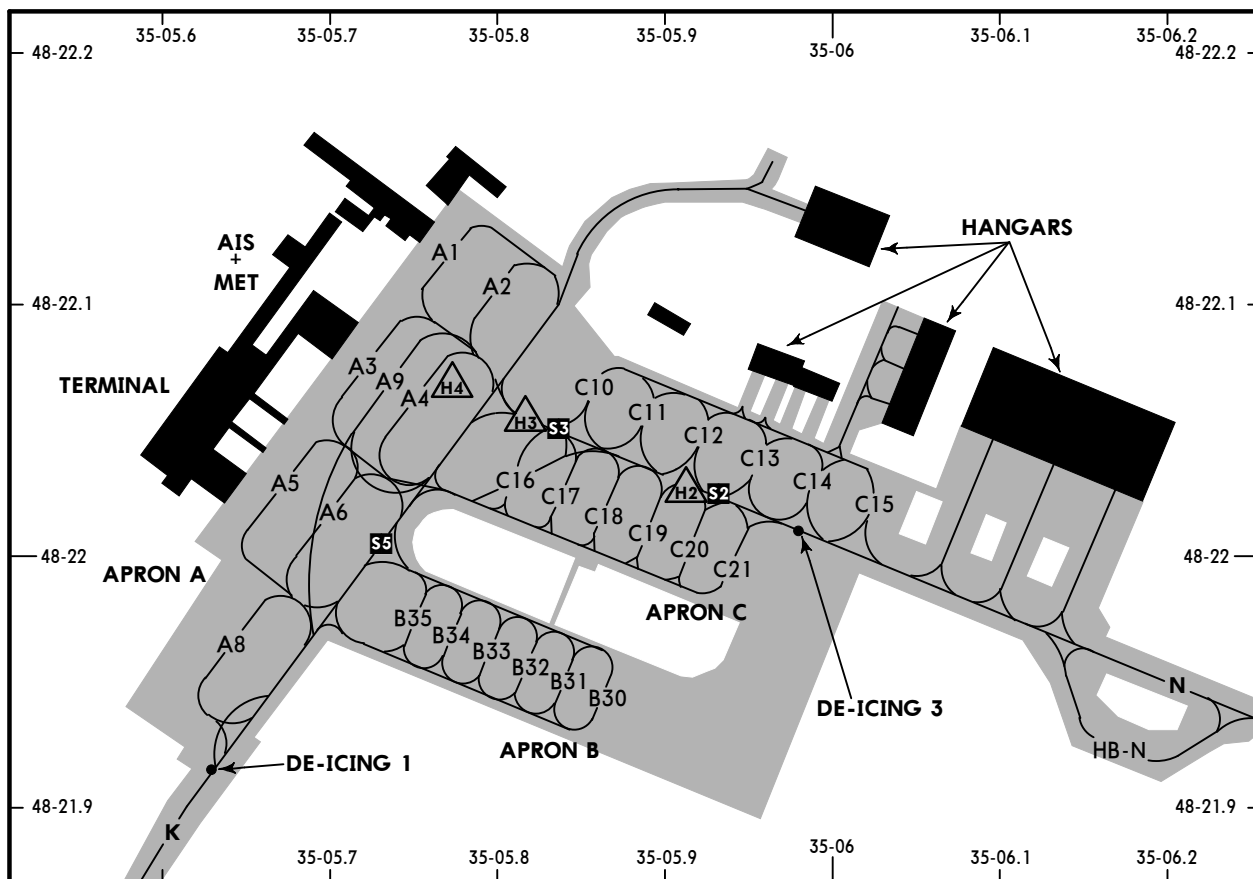 35-05.6 35-05.7 35-05.8 35-05.9 35-06 35-06.1 35-06.2
48-22.2 48-22.2
HANGARS
AIS
+
MET
A1
A2
48-22.1 48-22.1
TERMINAL
A3
A9
A4
H4
H3
S3
C10
C11
C12
C13
C14
C15
A5
A6
C16
C17
C18
C19
C20
C21
H2
S2
S5
48-22 48-22
APRON A
APRON C
A8
B35
B34
B33
B32
B31
B30
N
DE-ICING 3
APRON B
HB-N
DE-ICING 1
48-21.9 48-21.9
K
35-05.6 35-05.7 35-05.8 35-05.9 35-06 35-06.1 35-06.2